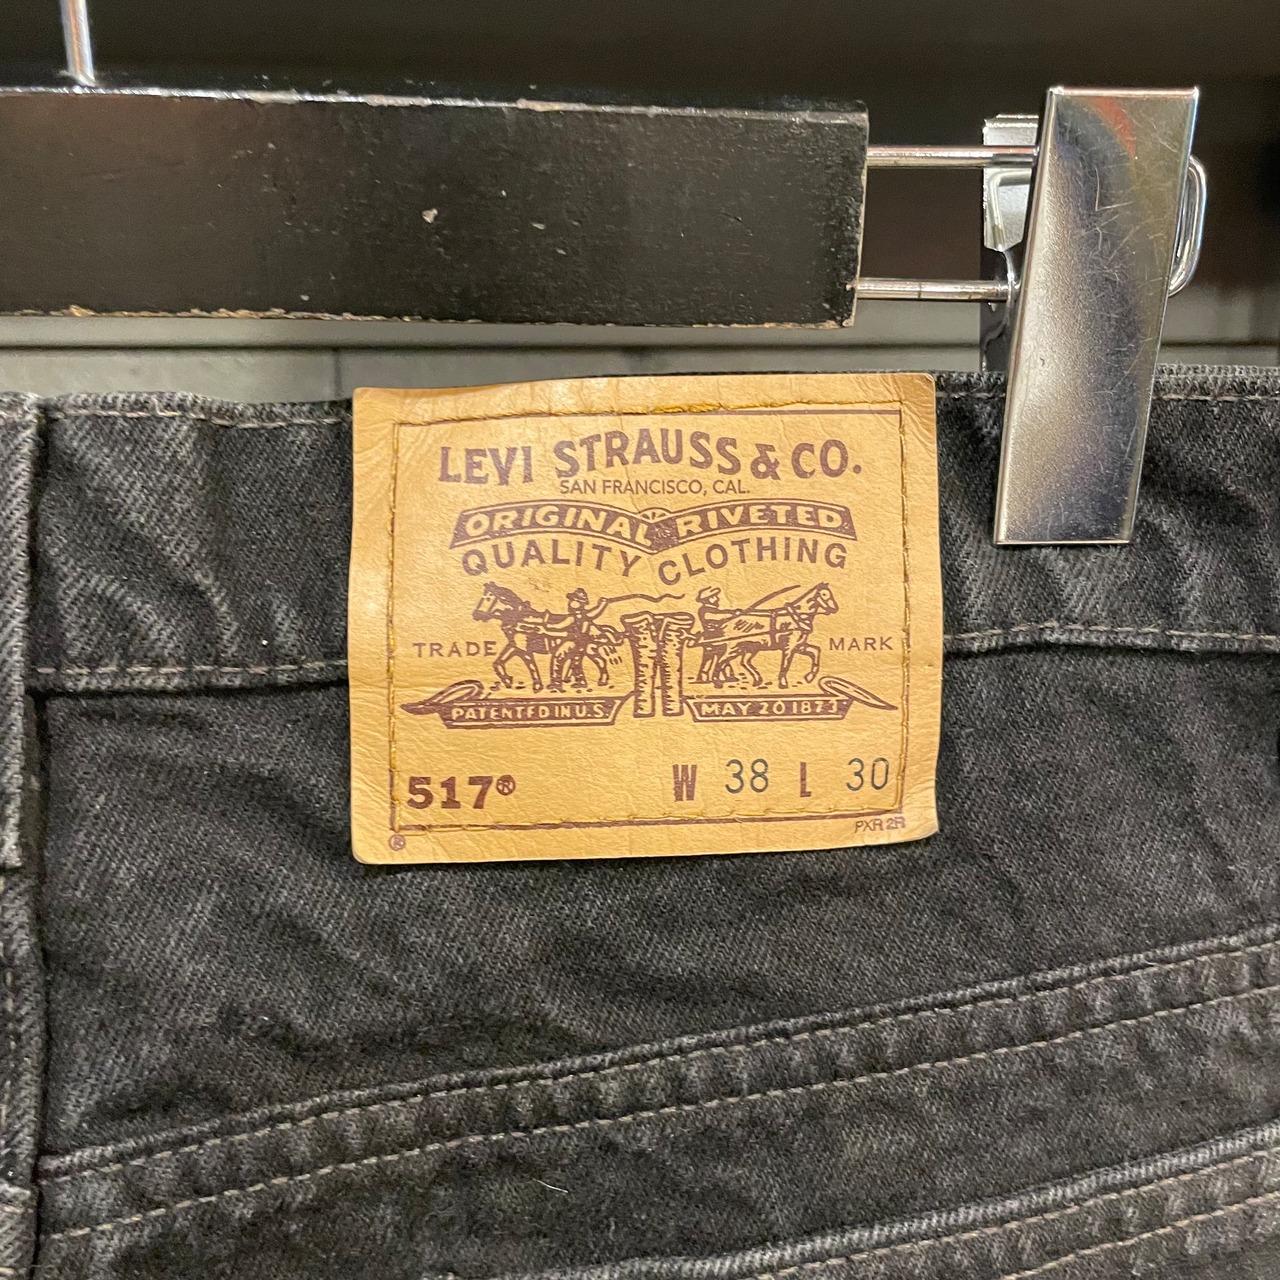 LEVI STRAUSS & CO.
SAN FRANCISCO, CAL.
ORIGINAL RIVETED
QUALITY CLOTHING
TRADE MARK
PATENTED IN U.S. MAY 20 1873
517® W 38 L 30
® PXR 2R